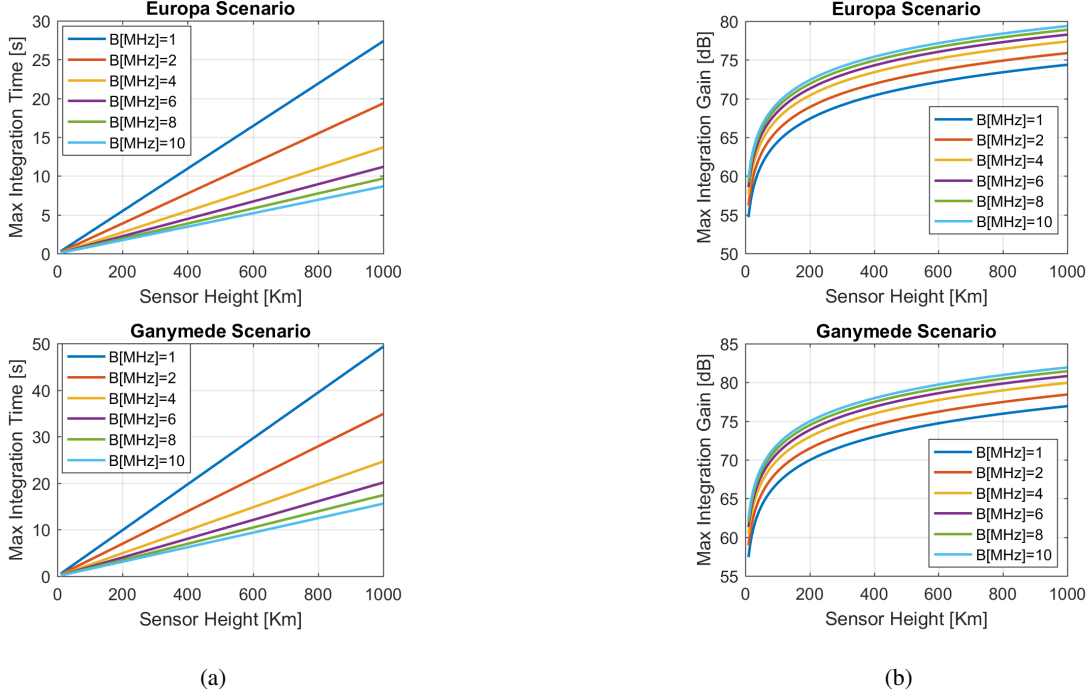 Europa Scenario
Max Integration Time [s]
30
25
20
15
10
5
0
B[MHz]=1
B[MHz]=2
B[MHz]=4
B[MHz]=6
B[MHz]=8
B[MHz]=10
0 200 400 600 800 1000
Sensor Height [Km]
Europa Scenario
Max Integration Gain [dB]
80
75
70
65
60
55
50
B[MHz]=1
B[MHz]=2
B[MHz]=4
B[MHz]=6
B[MHz]=8
B[MHz]=10
0 200 400 600 800 1000
Sensor Height [Km]
Ganymede Scenario
Max Integration Time [s]
50
40
30
20
10
0
B[MHz]=1
B[MHz]=2
B[MHz]=4
B[MHz]=6
B[MHz]=8
B[MHz]=10
0 200 400 600 800 1000
Sensor Height [Km]
Ganymede Scenario
Max Integration Gain [dB]
85
80
75
70
65
60
55
B[MHz]=1
B[MHz]=2
B[MHz]=4
B[MHz]=6
B[MHz]=8
B[MHz]=10
0 200 400 600 800 1000
Sensor Height [Km]
(a)
(b)